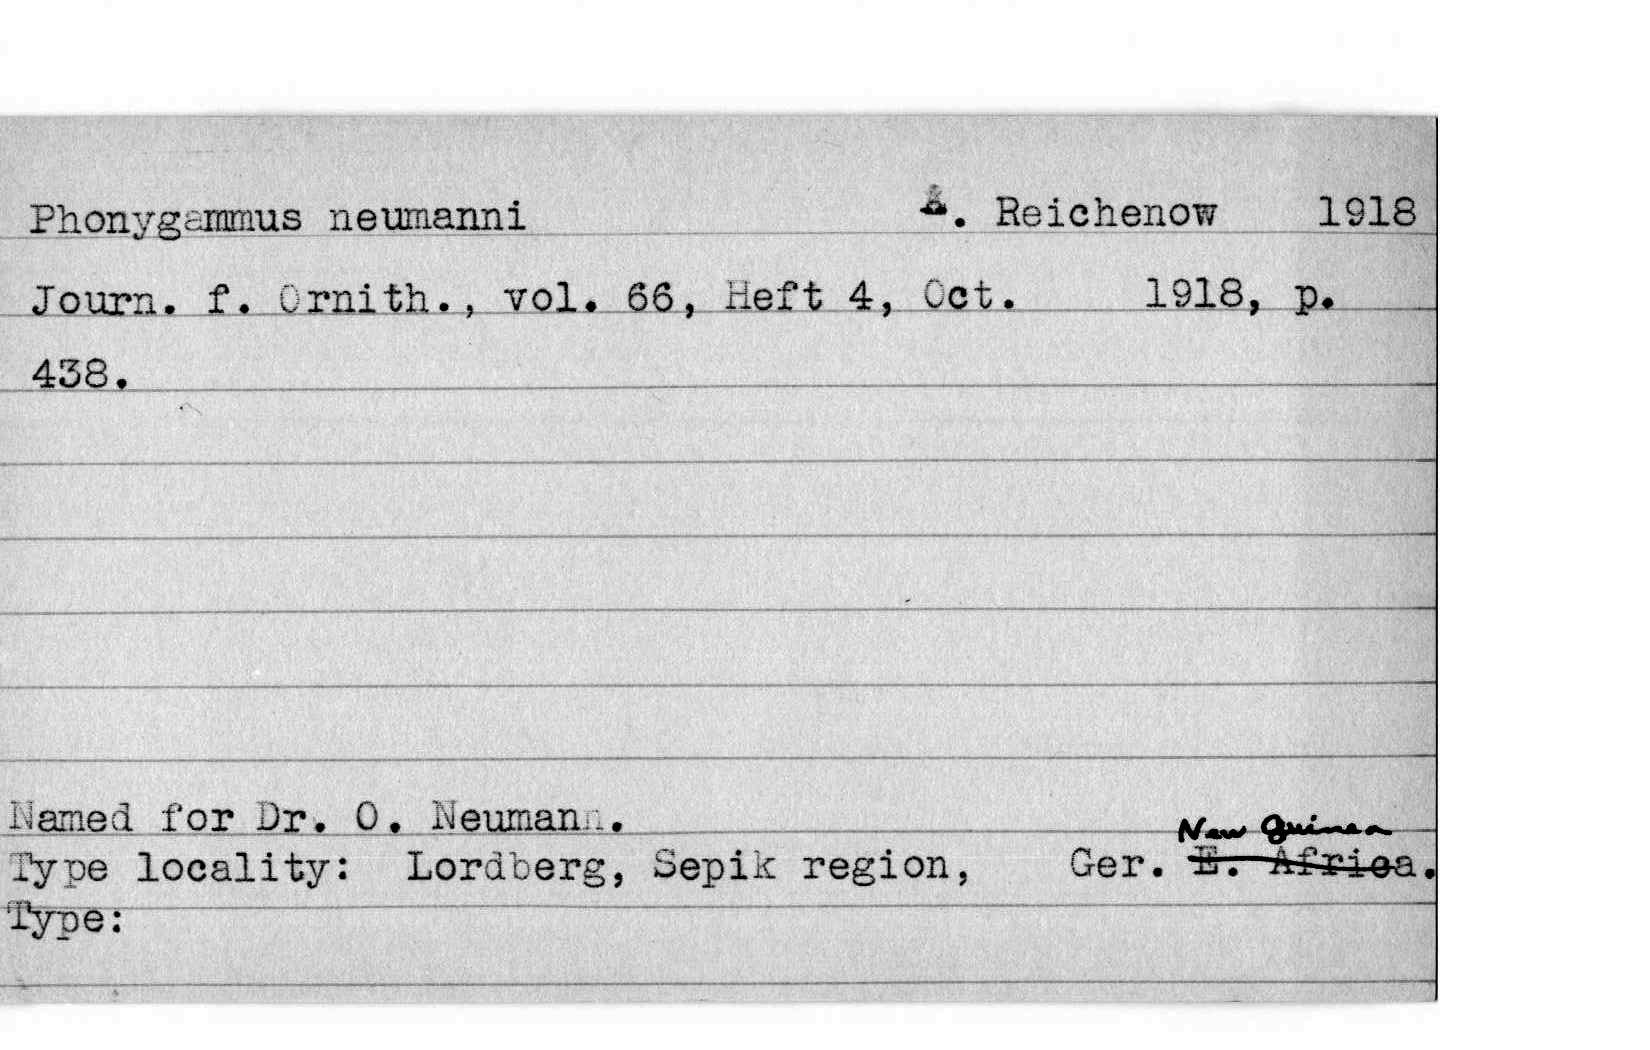 Phonygammus neumanni . Reichenow 1918
Journ. f. Ornith., vol. 66, Heft 4, Oct. 1918, p.
438.
Named for Dr. O. Neumann.
New Guinea
Type locality: Lordberg, Sepik region, Ger. E. Africa.
Type: